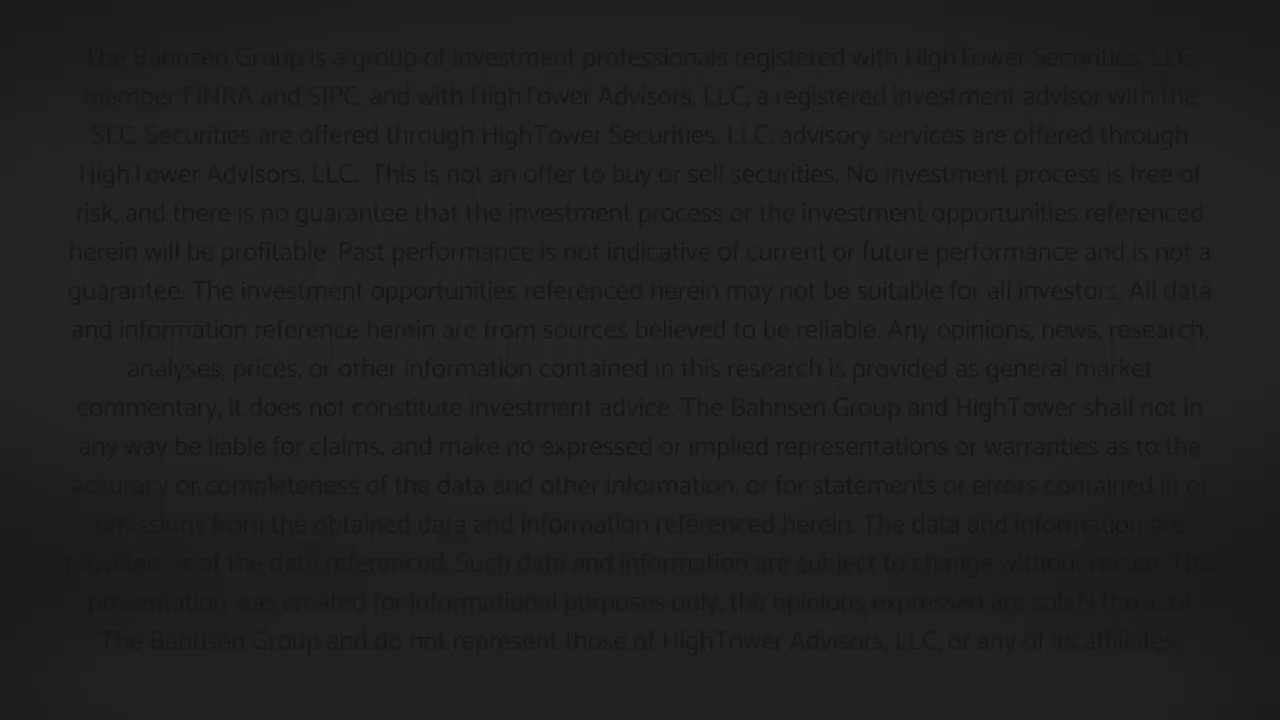 The Bahnsen Group is a group of investment professionals registered with HighTower Securities, LLC,
member FINRA and SIPC, and with HighTower Advisors, LLC, a registered investment advisor with the
SEC. Securities are offered through HighTower Securities, LLC; advisory services are offered through
HighTower Advisors, LLC.  This is not an offer to buy or sell securities. No investment process is free of
risk, and there is no guarantee that the investment process or the investment opportunities referenced
herein will be profitable. Past performance is not indicative of current or future performance and is not a
guarantee. The investment opportunities referenced herein may not be suitable for all investors. All data
and information reference herein are from sources believed to be reliable. Any opinions, news, research,
analyses, prices, or other information contained in this research is provided as general market
commentary, it does not constitute investment advice. The Bahnsen Group and HighTower shall not in
any way be liable for claims, and make no expressed or implied representations or warranties as to the
accuracy or completeness of the data and other information, or for statements or errors contained in or
omissions from the obtained data and information referenced herein. The data and information are
provided as of the date referenced. Such data and information are subject to change without notice. The
presentation was created for informational purposes only, the opinions expressed are solely those of
The Bahnsen Group and do not represent those of HighTower Advisors, LLC, or any of its affiliates.